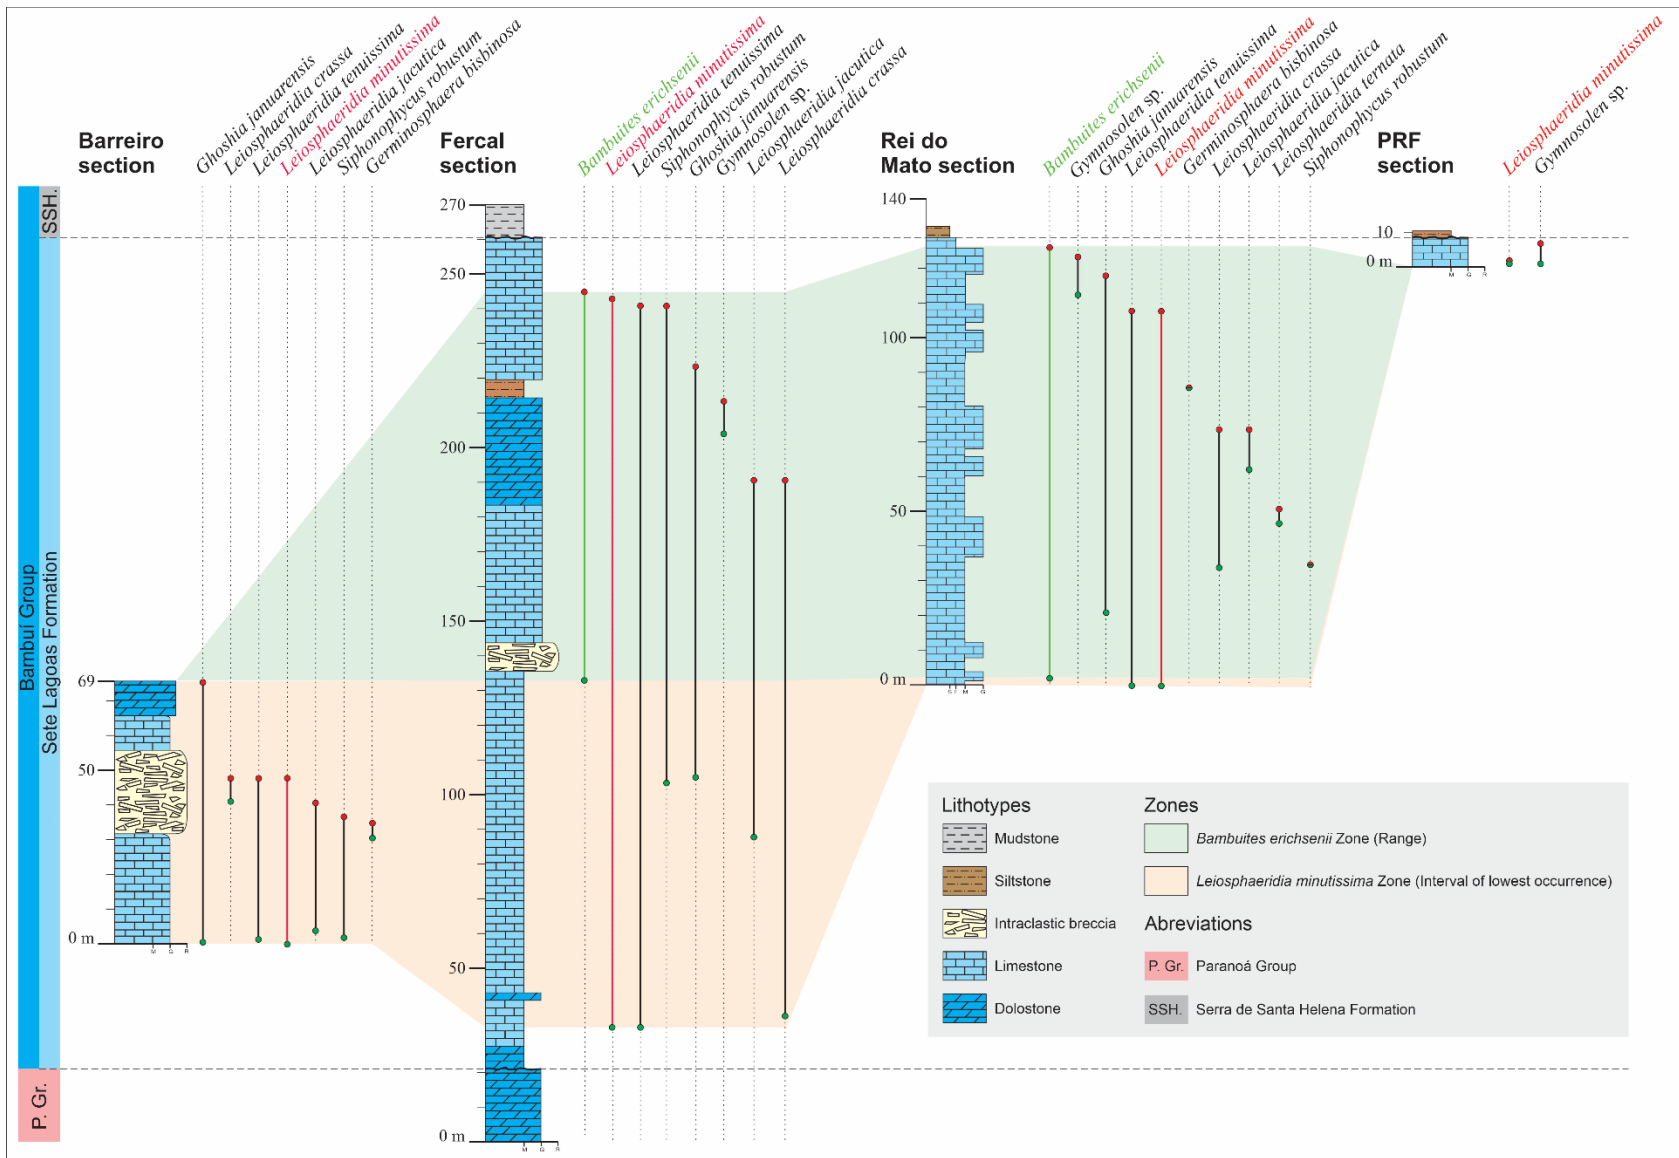 Barreiro
section
Ghoshia januarensis
Leiosphaeridia crassa
Leiosphaeridia tenuissima
Leiosphaeridia minutissima
Leiosphaeridia jacutica
Siphonophycus robustum
Germinosphaera bisbinosa
Fercal
section
Bambuites erichsenii
Leiosphaeridia minutissima
Leiosphaeridia tenuissima
Siphonophycus robustum
Ghoshia januarensis
Gymnosolen sp.
Leiosphaeridia jacutica
Leiosphaeridia crassa
Rei do
Mato section
Bambuites erichsenii
Gymnosolen sp.
Ghoshia januarensis
Leiosphaeridia tenuissima
Leiosphaeridia minutissima
Germinosphaera bisbinosa
Leiosphaeridia crassa
Leiosphaeridia jacutica
Leiosphaeridia ternata
Siphonophycus robustum
PRF
section
Leiosphaeridia minutissima
Gymnosolen sp.
SSH.
Bambuí Group
Sete Lagoas Formation
P. Gr.
69
50
0 m
M G R
270
250
200
150
100
50
0 m
M G R
140
100
50
0 m
S F M G
10
0 m
M G R
Lithotypes
Mudstone
Siltstone
Intraclastic breccia
Limestone
Dolostone
Zones
Bambuites erichsenii Zone (Range)
Leiosphaeridia minutissima Zone (Interval of lowest occurrence)
Abreviations
P. Gr. Paranoá Group
SSH. Serra de Santa Helena Formation